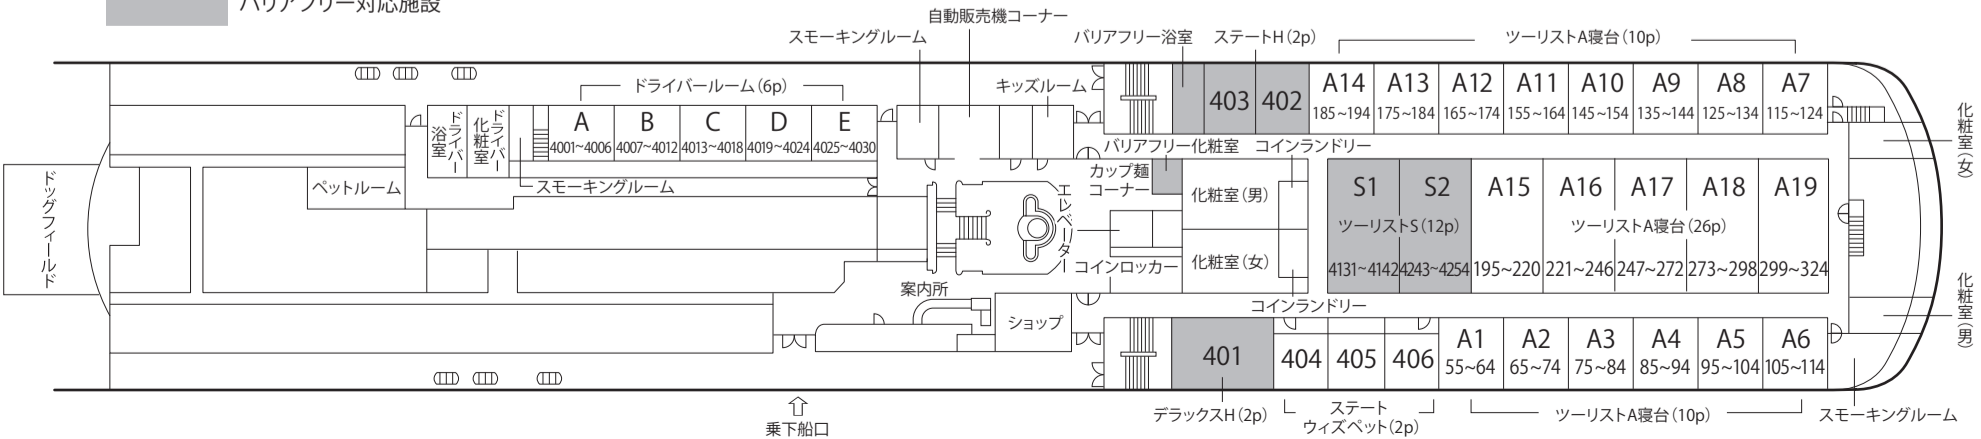 バリアフリー対応施設
自動販売機コーナー
スモーキングルーム
バリアフリー浴室
ステートH(2p)
ツーリストA寝台(10p)
ドライバールーム(6p)
キッズルーム
403
402
A14
185~194
A13
175~184
A12
165~174
A11
155~164
A10
145~154
A9
135~144
A8
125~134
A7
115~124
化粧室(女)
ドライバー
浴室
ドライバー
化粧室
A
4001~4006
B
4007~4012
C
4013~4018
D
4019~4024
E
4025~4030
バリアフリー化粧室
コインランドリー
カップ麺
コーナー
ドッグフィールド
ペットルーム
スモーキングルーム
エレベーター
化粧室(男)
S1
S2
ツーリストS(12p)
4131~4142
4243~4254
A15
195~220
A16
221~246
A17
247~272
A18
273~298
A19
299~324
ツーリストA寝台(26p)
コインロッカー
化粧室(女)
コインランドリー
案内所
ショップ
化粧室(男)
401
404
405
406
A1
55~64
A2
65~74
A3
75~84
A4
85~94
A5
95~104
A6
105~114
乗下船口
デラックスH(2p)
ステート
ウィズペット(2p)
ツーリストA寝台(10p)
スモーキングルーム